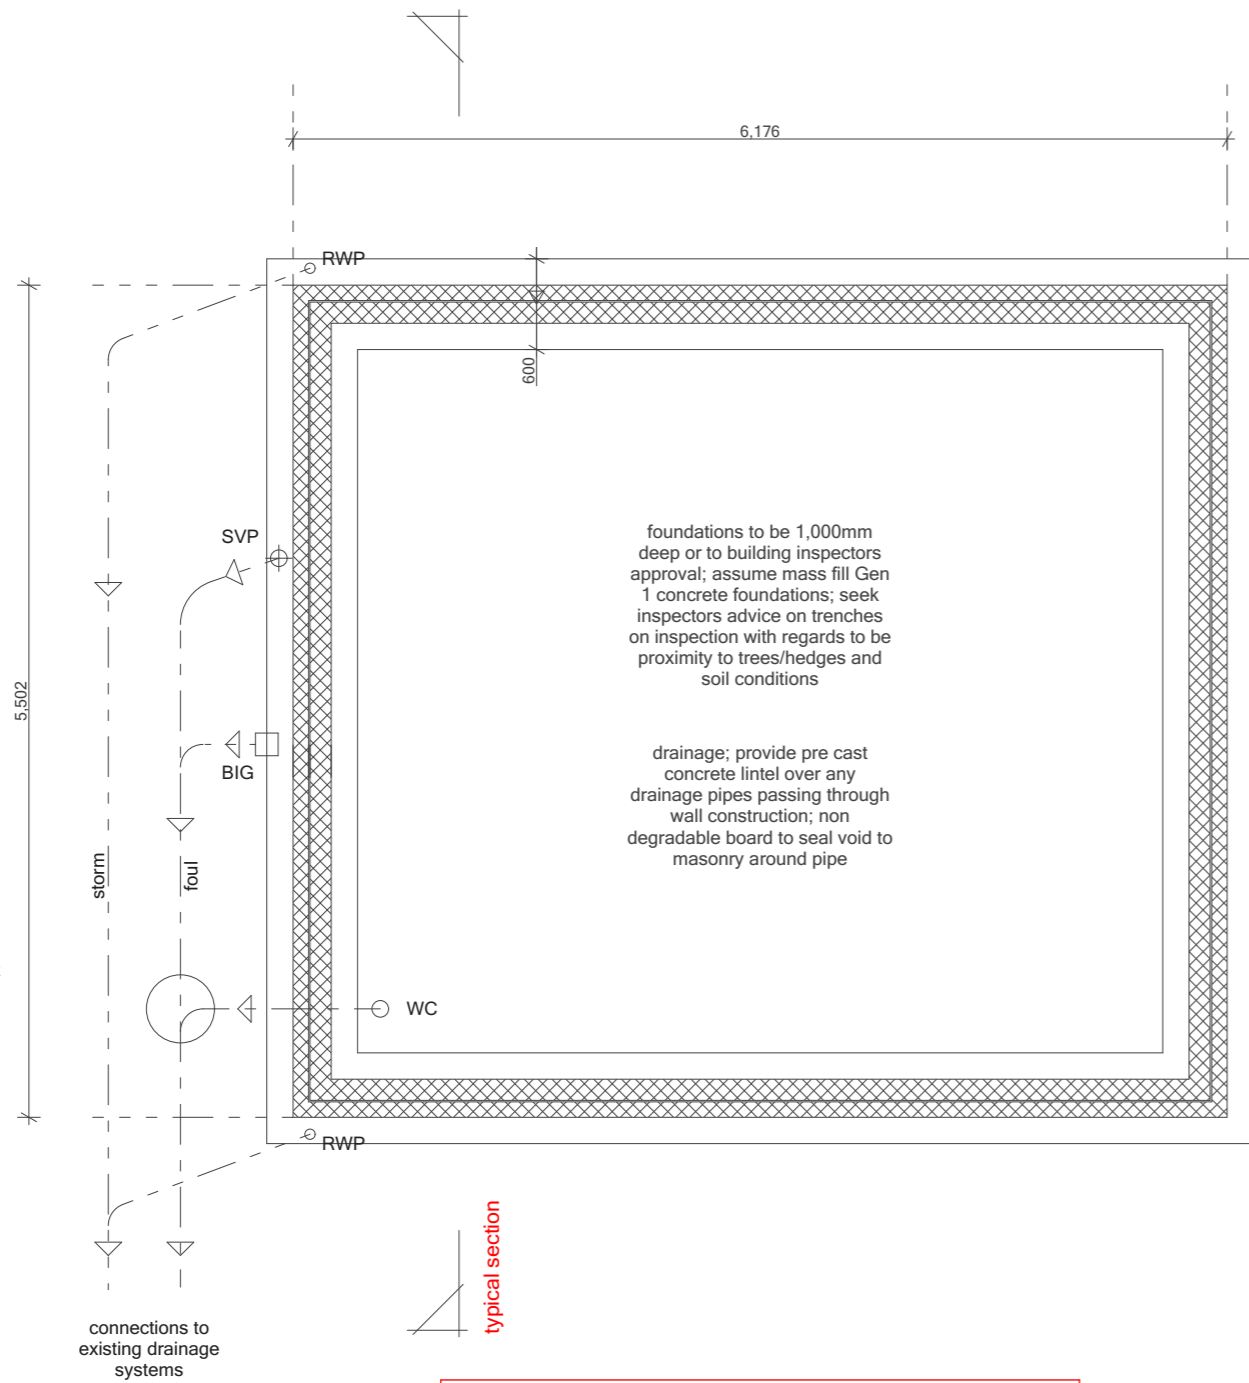 6,176
RWP
600
SVP
foundations to be 1,000mm
deep or to building inspectors
approval; assume mass fill Gen
1 concrete foundations; seek
inspectors advice on trenches
on inspection with regards to be
proximity to trees/hedges and
soil conditions
5,502
BIG
drainage; provide pre cast
concrete lintel over any
drainage pipes passing through
wall construction; non
degradable board to seal void to
masonry around pipe
storm
foul
WC
RWP
typical section
connections to
existing drainage
systems